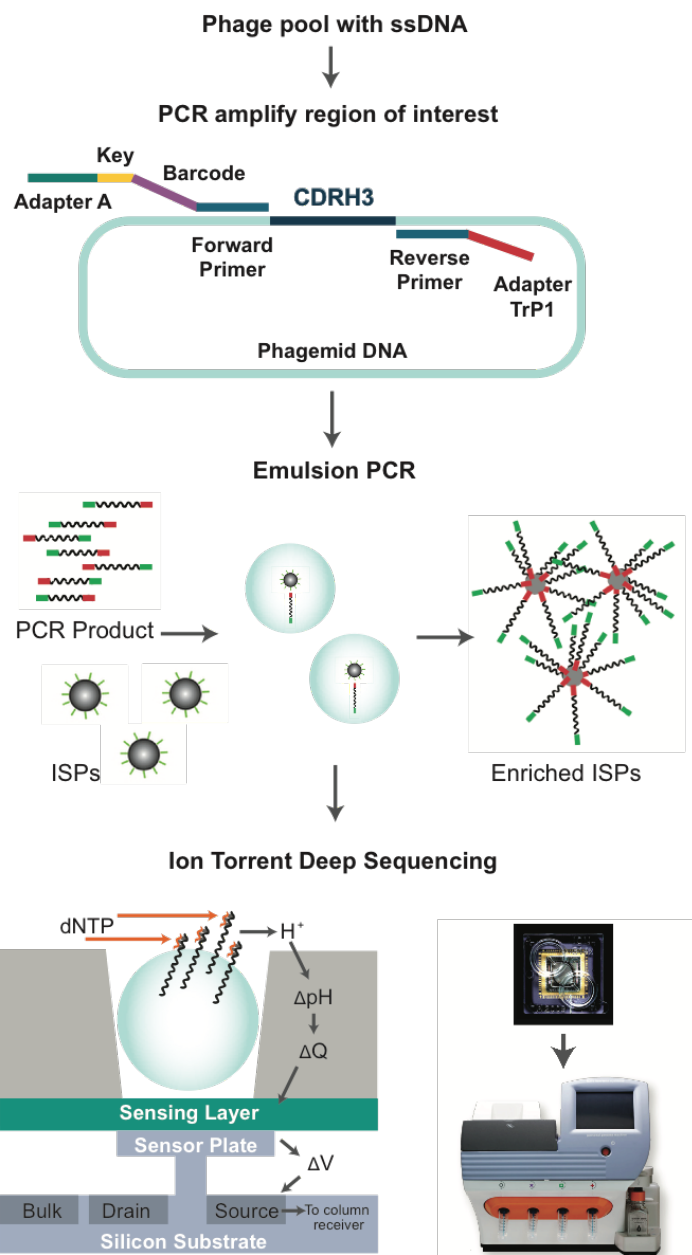 Phage pool with ssDNA
PCR amplify region of interest
Key
Barcode
Adapter A
CDRH3
Forward
Primer
Reverse
Primer
Adapter
TrP1
Phagemid DNA
Emulsion PCR
PCR Product
ISPs
Enriched ISPs
Ion Torrent Deep Sequencing
dNTP
H⁺
ΔpH
ΔQ
Sensing Layer
Sensor Plate
ΔV
Bulk
Drain
Source
To column
receiver
Silicon Substrate